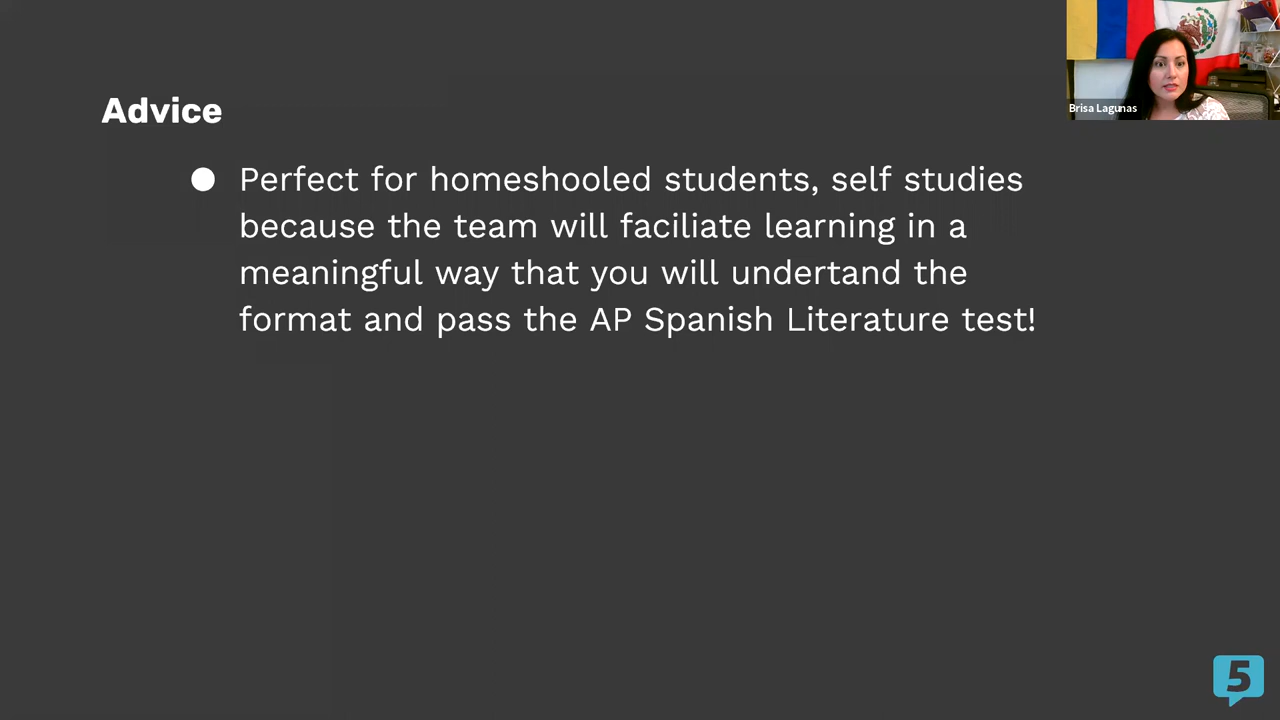 Brisa Lagunas
Advice
● Perfect for homeshooled students, self studies
because the team will faciliate learning in a
meaningful way that you will undertand the
format and pass the AP Spanish Literature test!
5